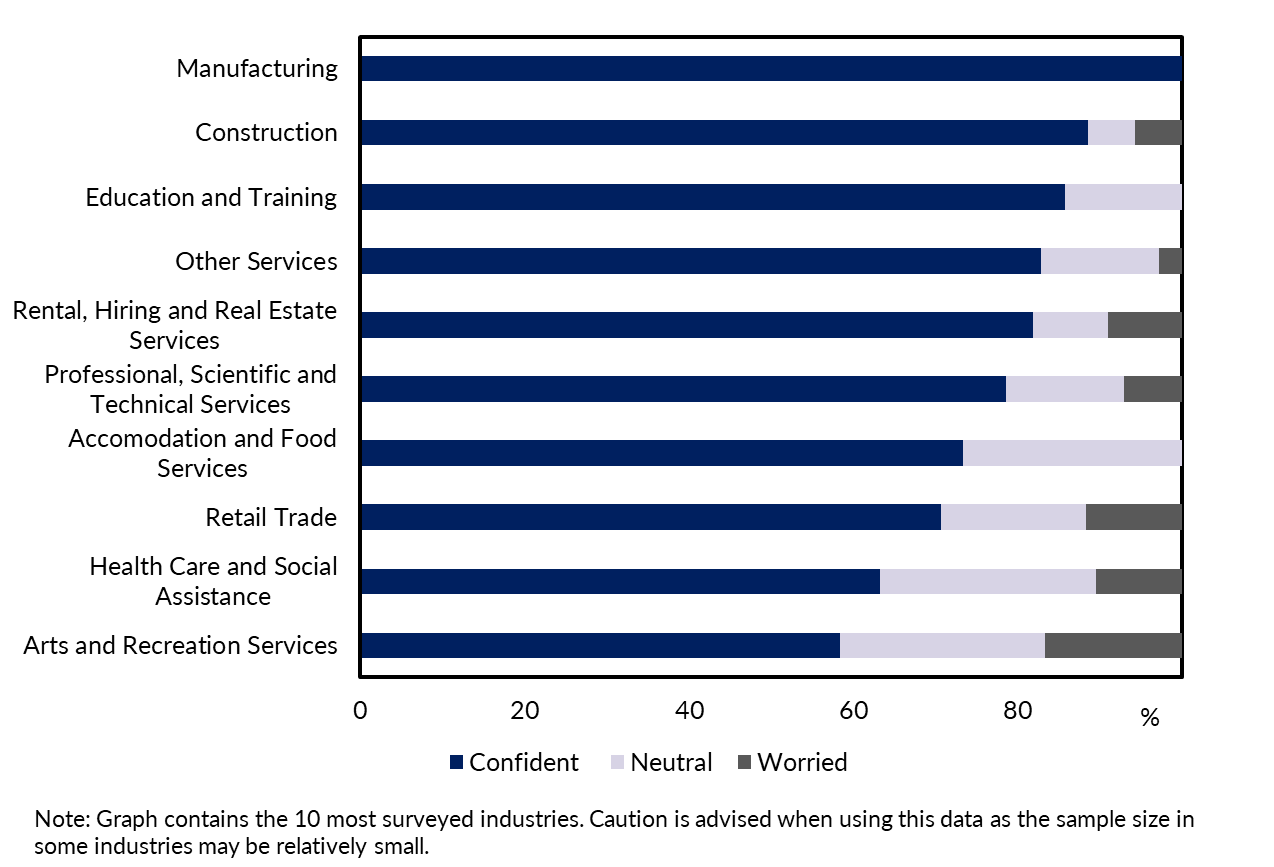 Manufacturing
Construction
Education and Training
Other Services
Rental, Hiring and Real Estate
Services
Professional, Scientific and
Technical Services
Accomodation and Food
Services
Retail Trade
Health Care and Social
Assistance
Arts and Recreation Services
0 20 40 60 80 %
Confident Neutral Worried
Note: Graph contains the 10 most surveyed industries. Caution is advised when using this data as the sample size in
some industries may be relatively small.